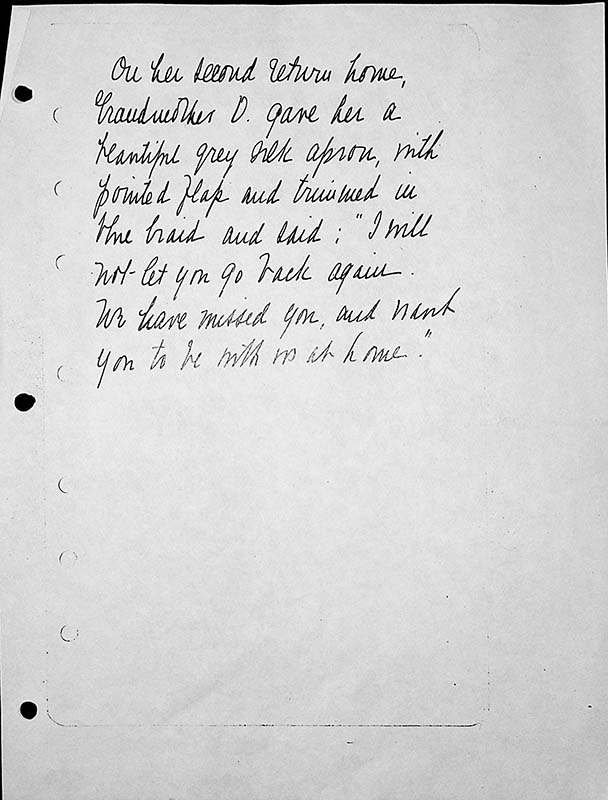 On her second return home,
Grandmother D. gave her a
beautiful grey silk apron, with
pointed flap and trimmed in
blue braid and said: "I will
not let you go back again.
We have missed you, and want
you to be with us at home."